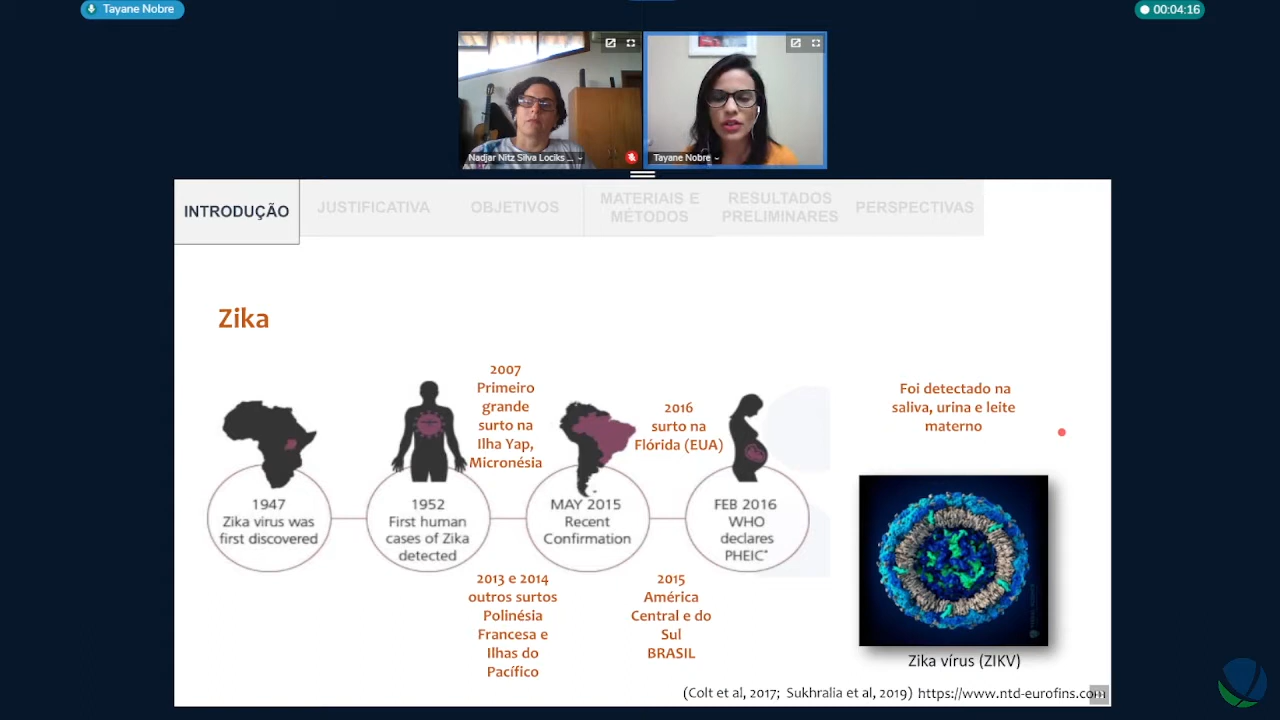 Tayane Nobre
00:04:16
Nadjar Nitz Silva Lociks ...
Tayane Nobre
INTRODUÇÃO
JUSTIFICATIVA
OBJETIVOS
MATERIAIS E
MÉTODOS
RESULTADOS
PRELIMINARES
PERSPECTIVAS
Zika
2007
Primeiro
grande
surto na
Ilha Yap,
Micronésia
2016
surto na
Flórida (EUA)
Foi detectado na
saliva, urina e leite
materno
1947
Zika virus was
first discovered
1952
First human
cases of Zika
detected
MAY 2015
Recent
Confirmation
FEB 2016
WHO
declares
PHEIC*
2013 e 2014
outros surtos
Polinésia
Francesa e
Ilhas do
Pacífico
2015
América
Central e do
Sul
BRASIL
Zika vírus (ZIKV)
(Colt et al, 2017; Sukhralia et al, 2019) https://www.ntd-eurofins.com